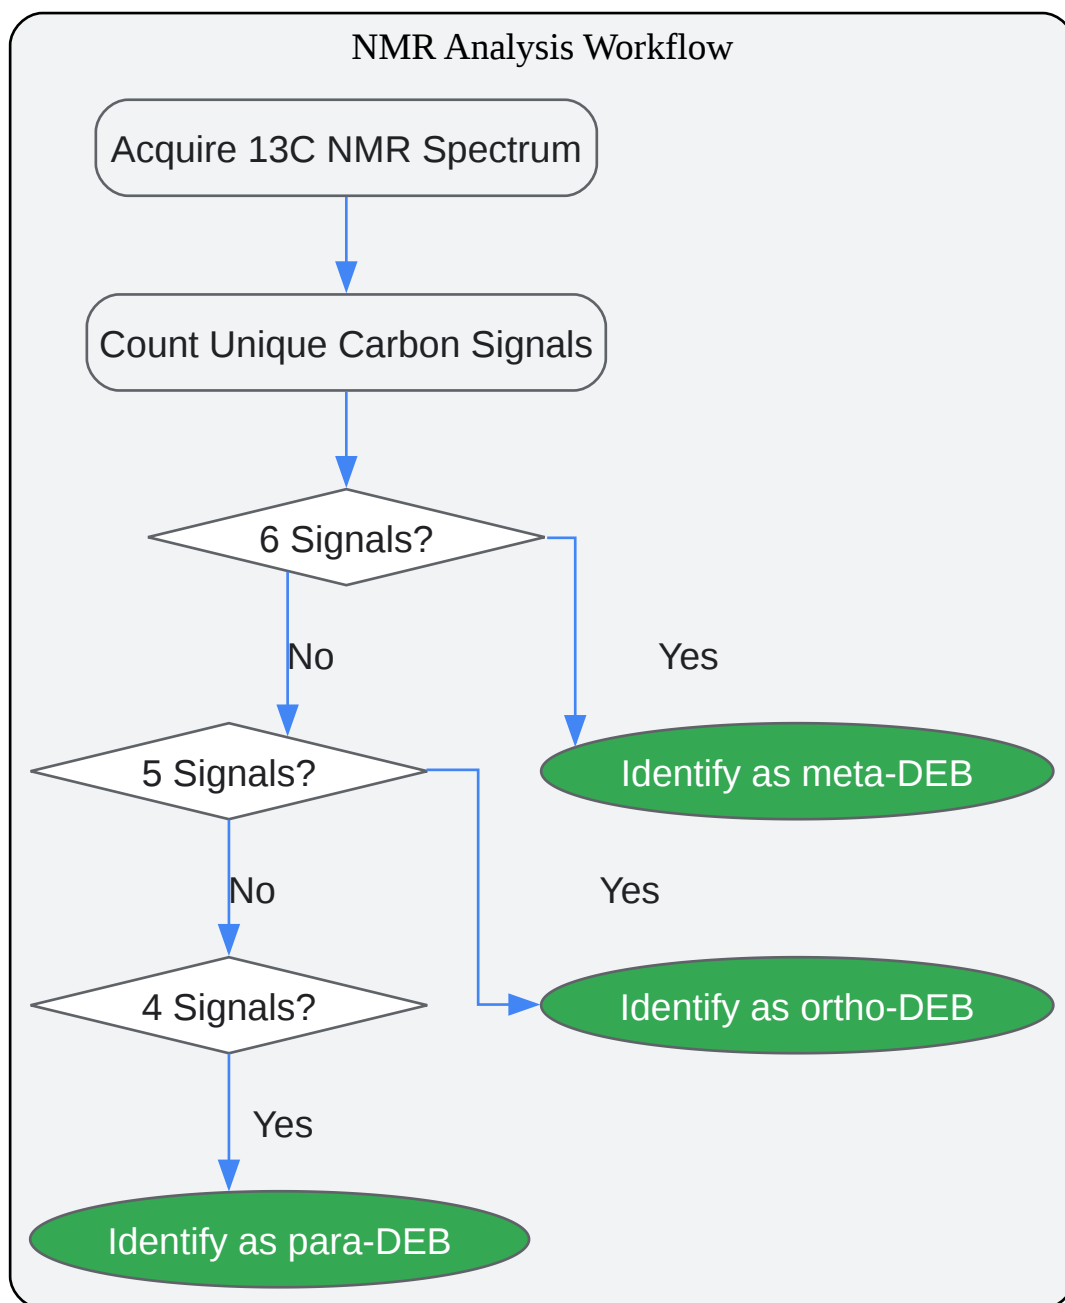 NMR Analysis Workflow
Acquire 13C NMR Spectrum
Count Unique Carbon Signals
6 Signals?
No
Yes
5 Signals?
Identify as meta-DEB
No
Yes
4 Signals?
Identify as ortho-DEB
Yes
Identify as para-DEB